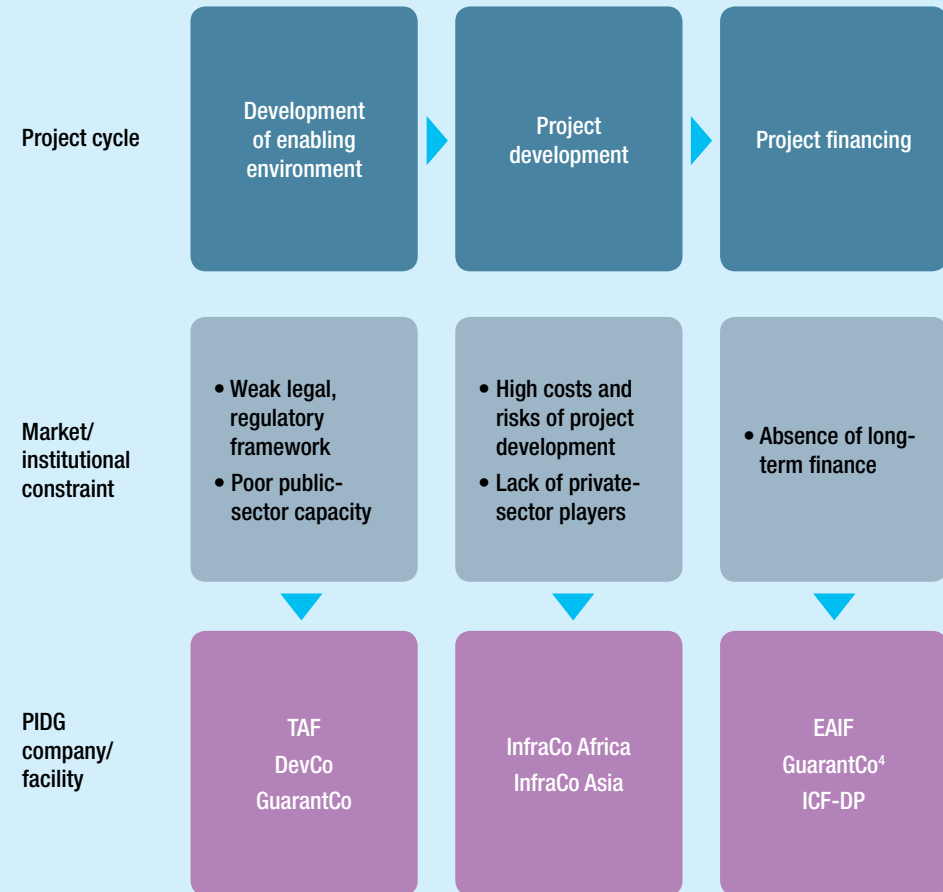 Project cycle
Development
of enabling
environment
Project
development
Project financing
Market/
institutional
constraint
• Weak legal,
regulatory
framework
• Poor public-
sector capacity
• High costs and
risks of project
development
• Lack of private-
sector players
• Absence of long-
term finance
PIDG
company/
facility
TAF
DevCo
GuarantCo
InfraCo Africa
InfraCo Asia
EAIF
GuarantCo⁴
ICF-DP